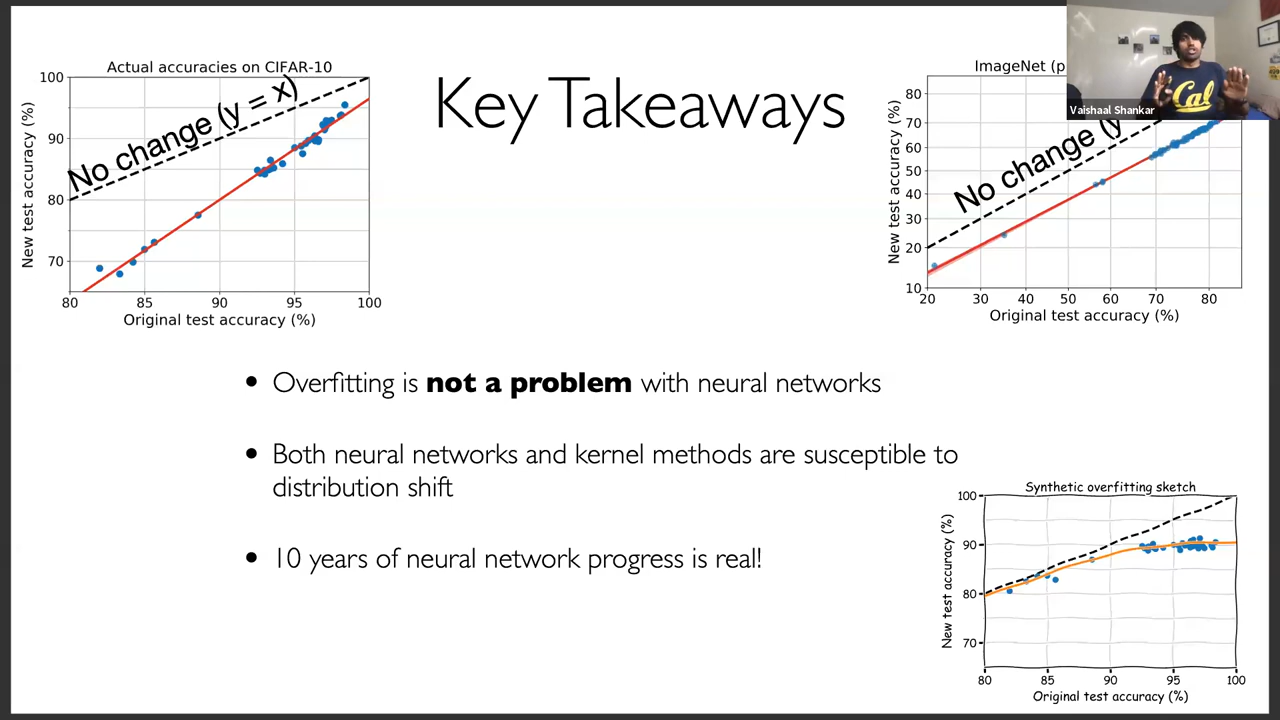 Key Takeaways
Actual accuracies on CIFAR-10
New test accuracy (%)
100
90
80
70
No change (y = x)
80 85 90 95 100
Original test accuracy (%)
ImageNet (p
New test accuracy (%)
80
70
60
50
40
30
20
10
No change (y
20 30 40 50 60 70 80
Original test accuracy (%)
Cal
Vaishaal Shankar
• Overfitting is not a problem with neural networks
• Both neural networks and kernel methods are susceptible to
distribution shift
• 10 years of neural network progress is real!
Synthetic overfitting sketch
New test accuracy (%)
100
90
80
70
80 85 90 95 100
Original test accuracy (%)